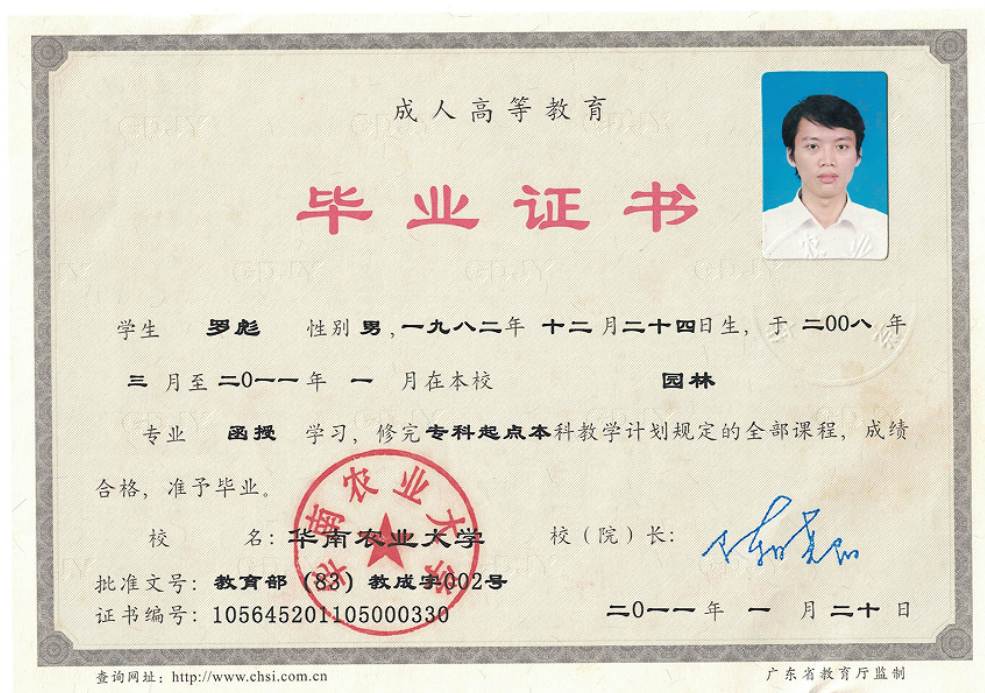 成人高等教育
毕业证书
学生 罗彪 性别 男，一九八二年 十二月二十四日生，于 二00八 年
三 月至 二0一一 年 一 月在本校 园林
专业 函授 学习，修完专科起点本科教学计划规定的全部课程，成绩
合格，准予毕业。
校 名：华南农业大学 校（院）长：
批准文号：教育部（83）教成字002号
证书编号：105645201105000330 二0一一 年 一 月 二十 日
华南农业大学
查询网址：http://www.chsi.com.cn 广东省教育厅监制